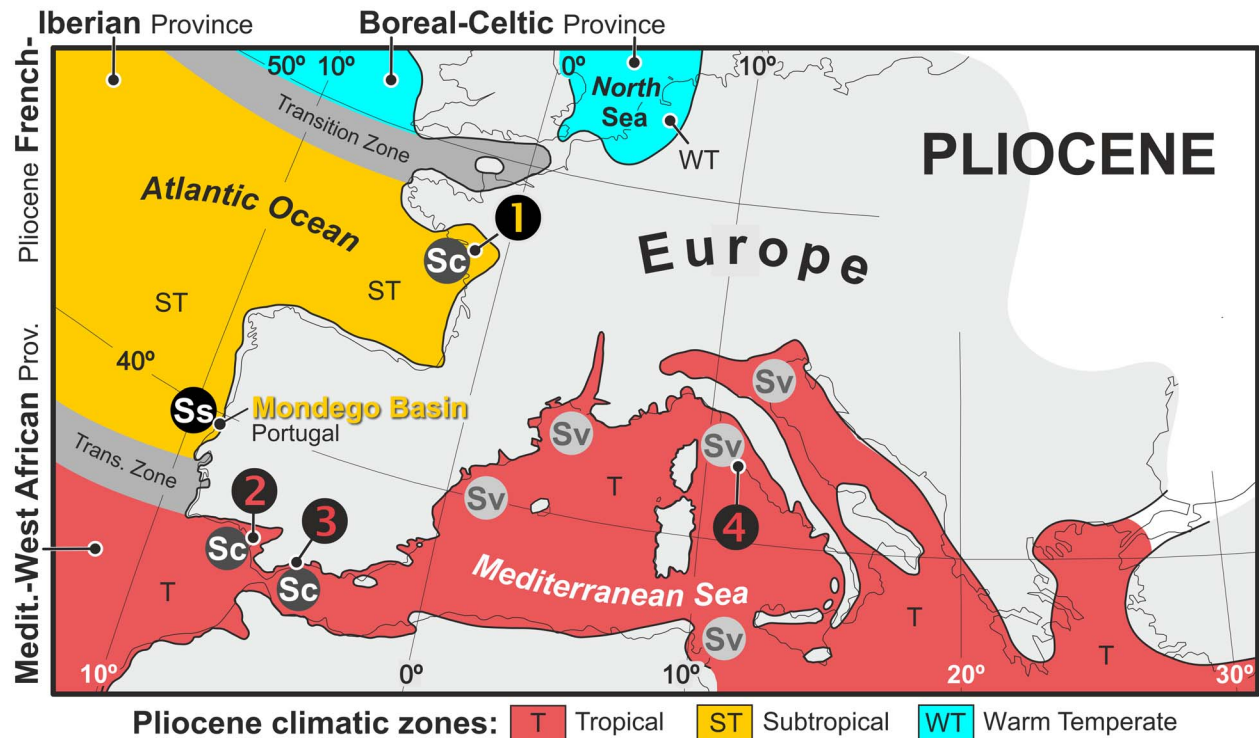 Iberian Province
Boreal-Celtic Province
Pliocene French-
Medit.-West African Prov.
50º 10º
0º
10º
North
Sea
WT
Transition Zone
PLIOCENE
Atlantic Ocean
1
Sc
Europe
ST
ST
40º
Ss
Mondego Basin
Portugal
Sv
Sv
Sv
Sv
T
Trans. Zone
2
3
4
Sc
Sc
Mediterranean Sea
T
T
T
Sv
10º
0º
10º
20º
30º
Pliocene climatic zones:
T Tropical
ST Subtropical
WT Warm Temperate